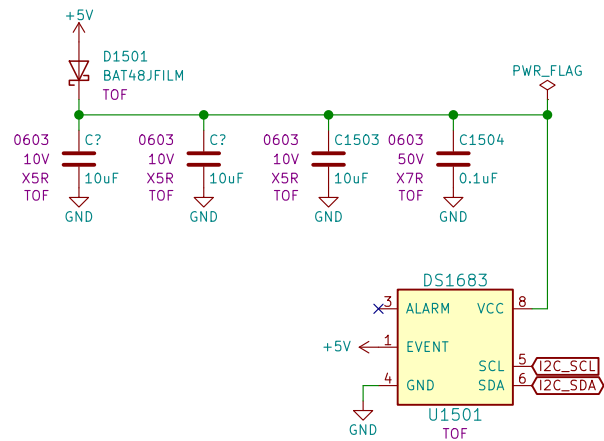 +5V
D1501
BAT48JFILM
TOF
PWR_FLAG
0603
C?
10V
X5R
10uF
TOF
GND
0603
C?
10V
X5R
10uF
TOF
GND
0603
C1503
10V
X5R
10uF
TOF
GND
0603
C1504
50V
X7R
0.1uF
TOF
GND
DS1683
3
ALARM
VCC
8
+5V
1
EVENT
SCL
5
I2C_SCL
4
GND
SDA
6
I2C_SDA
GND
U1501
TOF